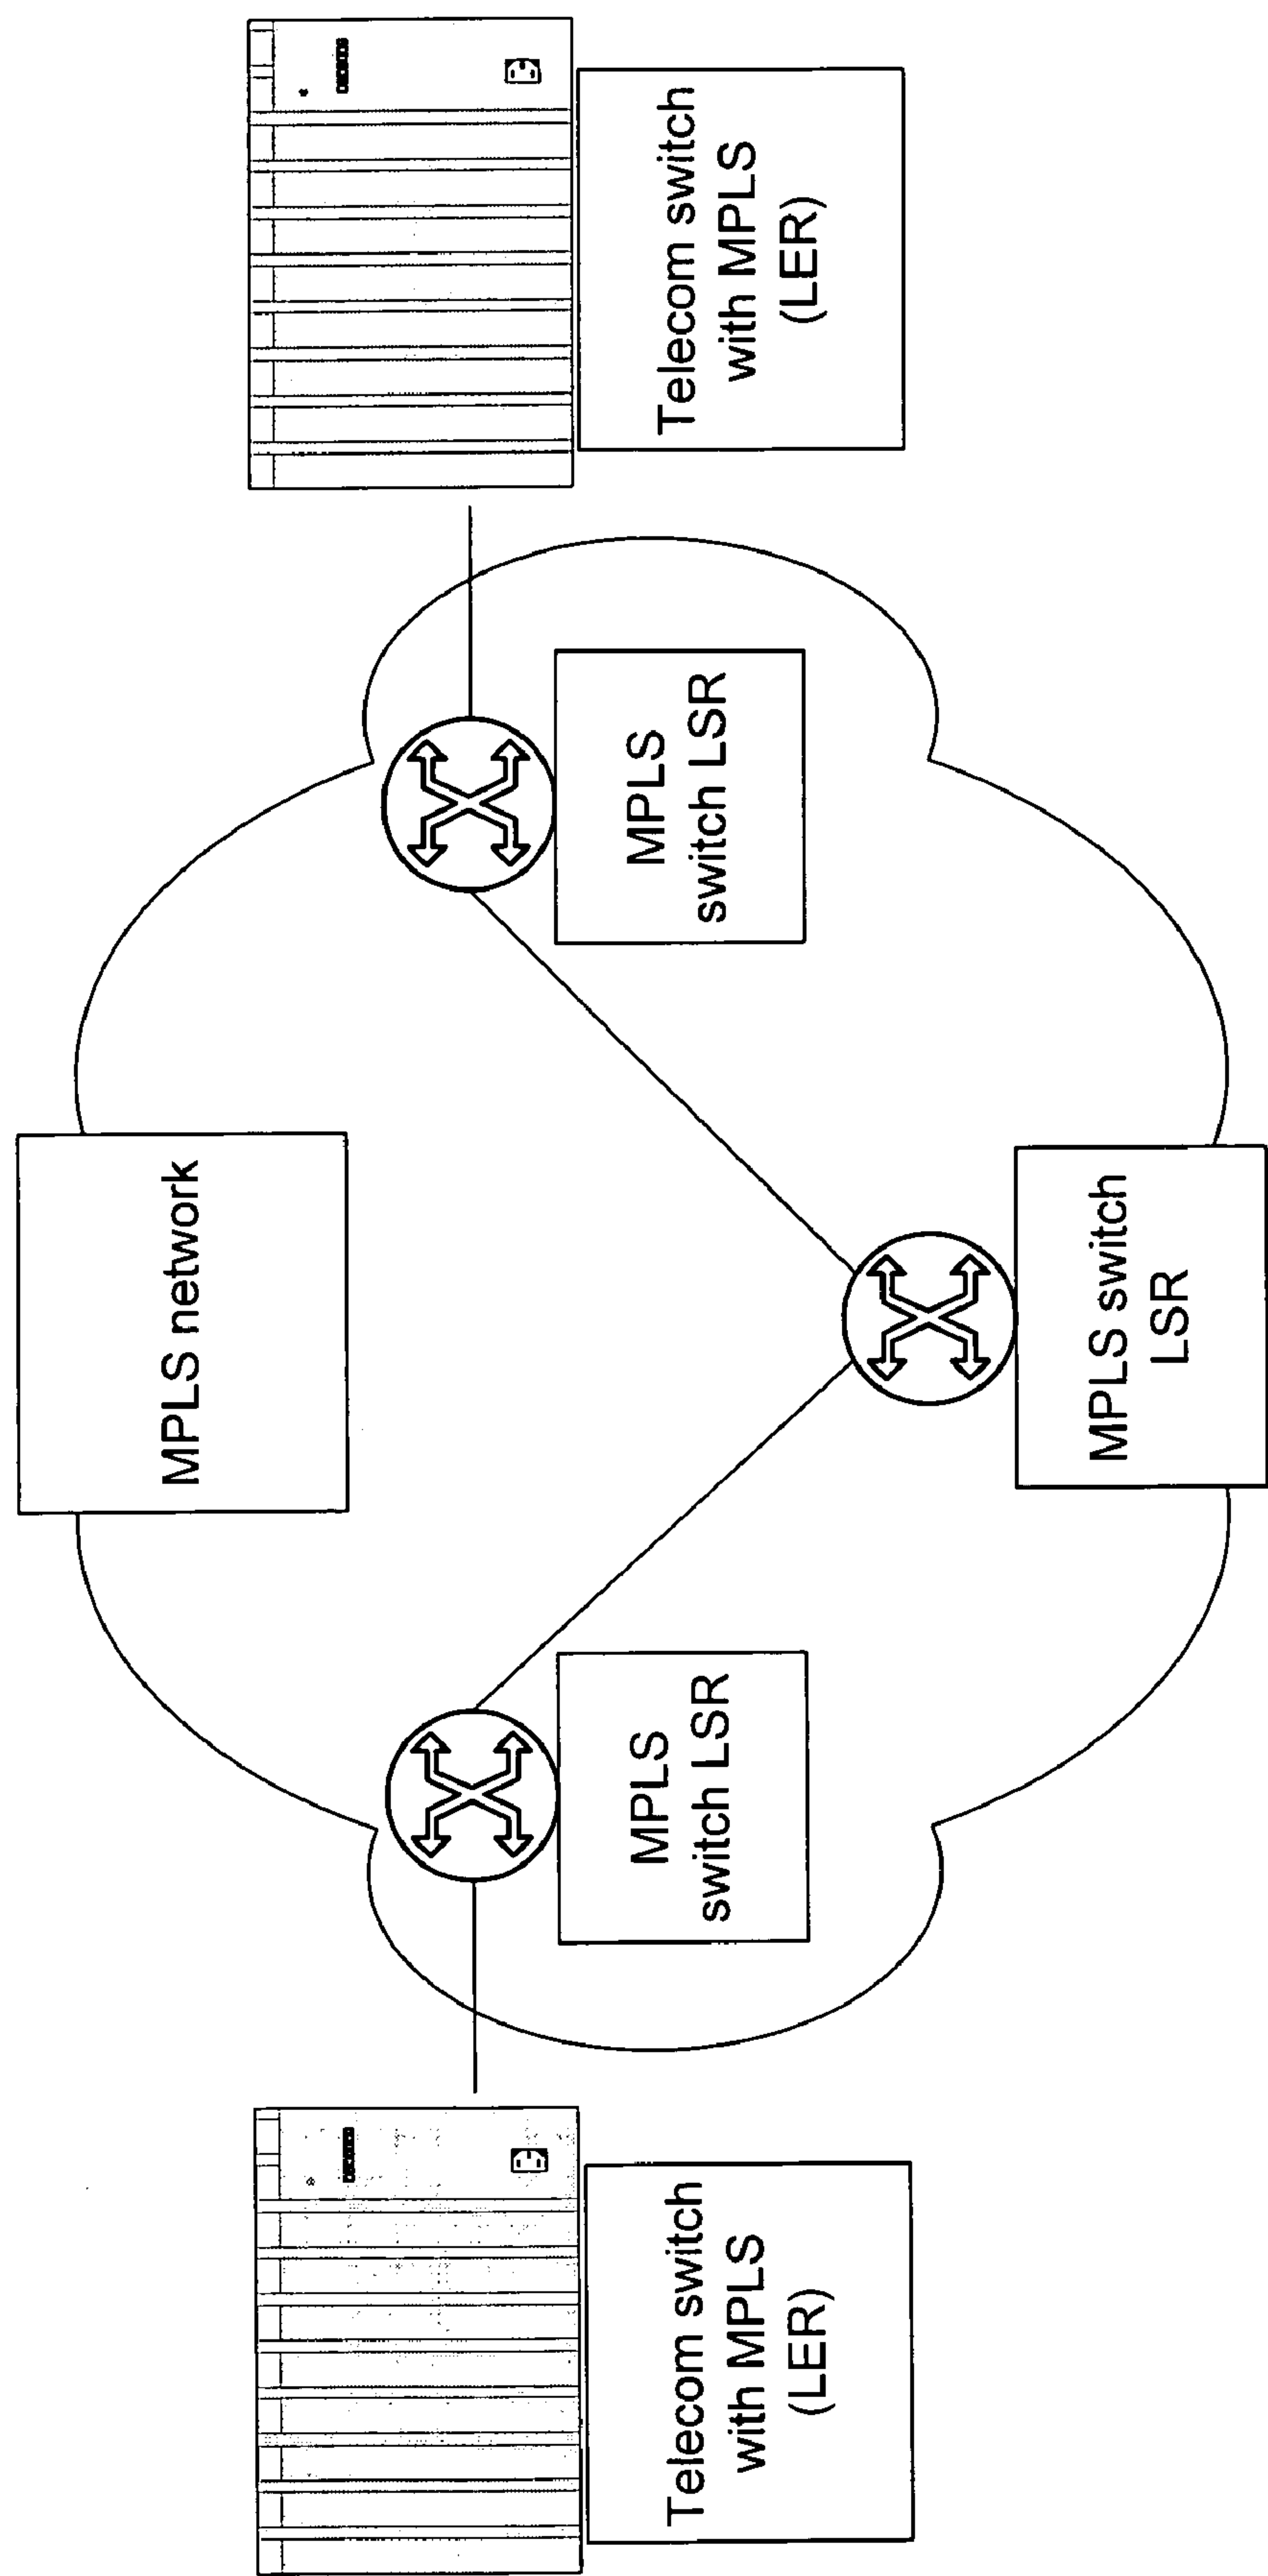 MPLS network
Telecom switch
with MPLS
(LER)
MPLS
switch LSR
MPLS switch
LSR
MPLS
switch LSR
Telecom switch
with MPLS
(LER)